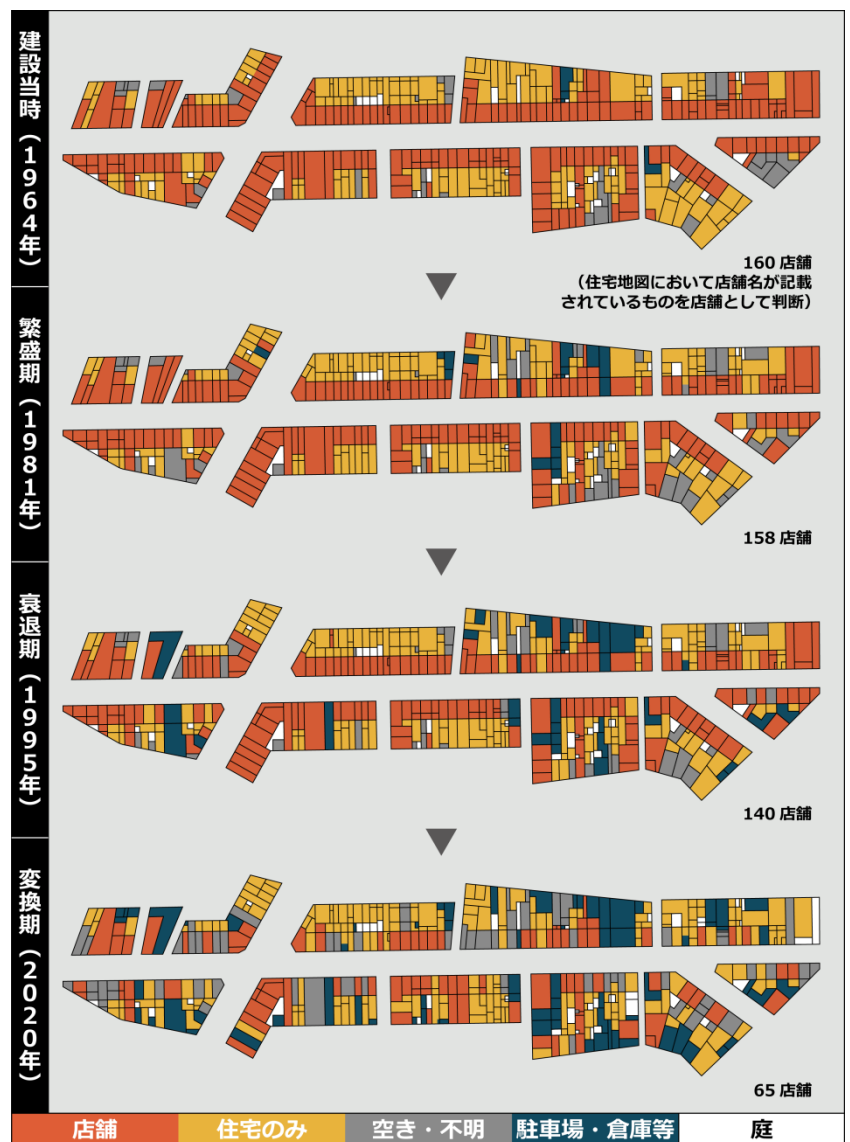 建設当時（1964年）
160 店舗
（住宅地図において店舗名が記載
されているものを店舗として判断）
繁盛期（1981年）
158 店舗
衰退期（1995年）
140 店舗
変換期（2020年）
65 店舗
店舗
住宅のみ
空き・不明
駐車場・倉庫等
庭